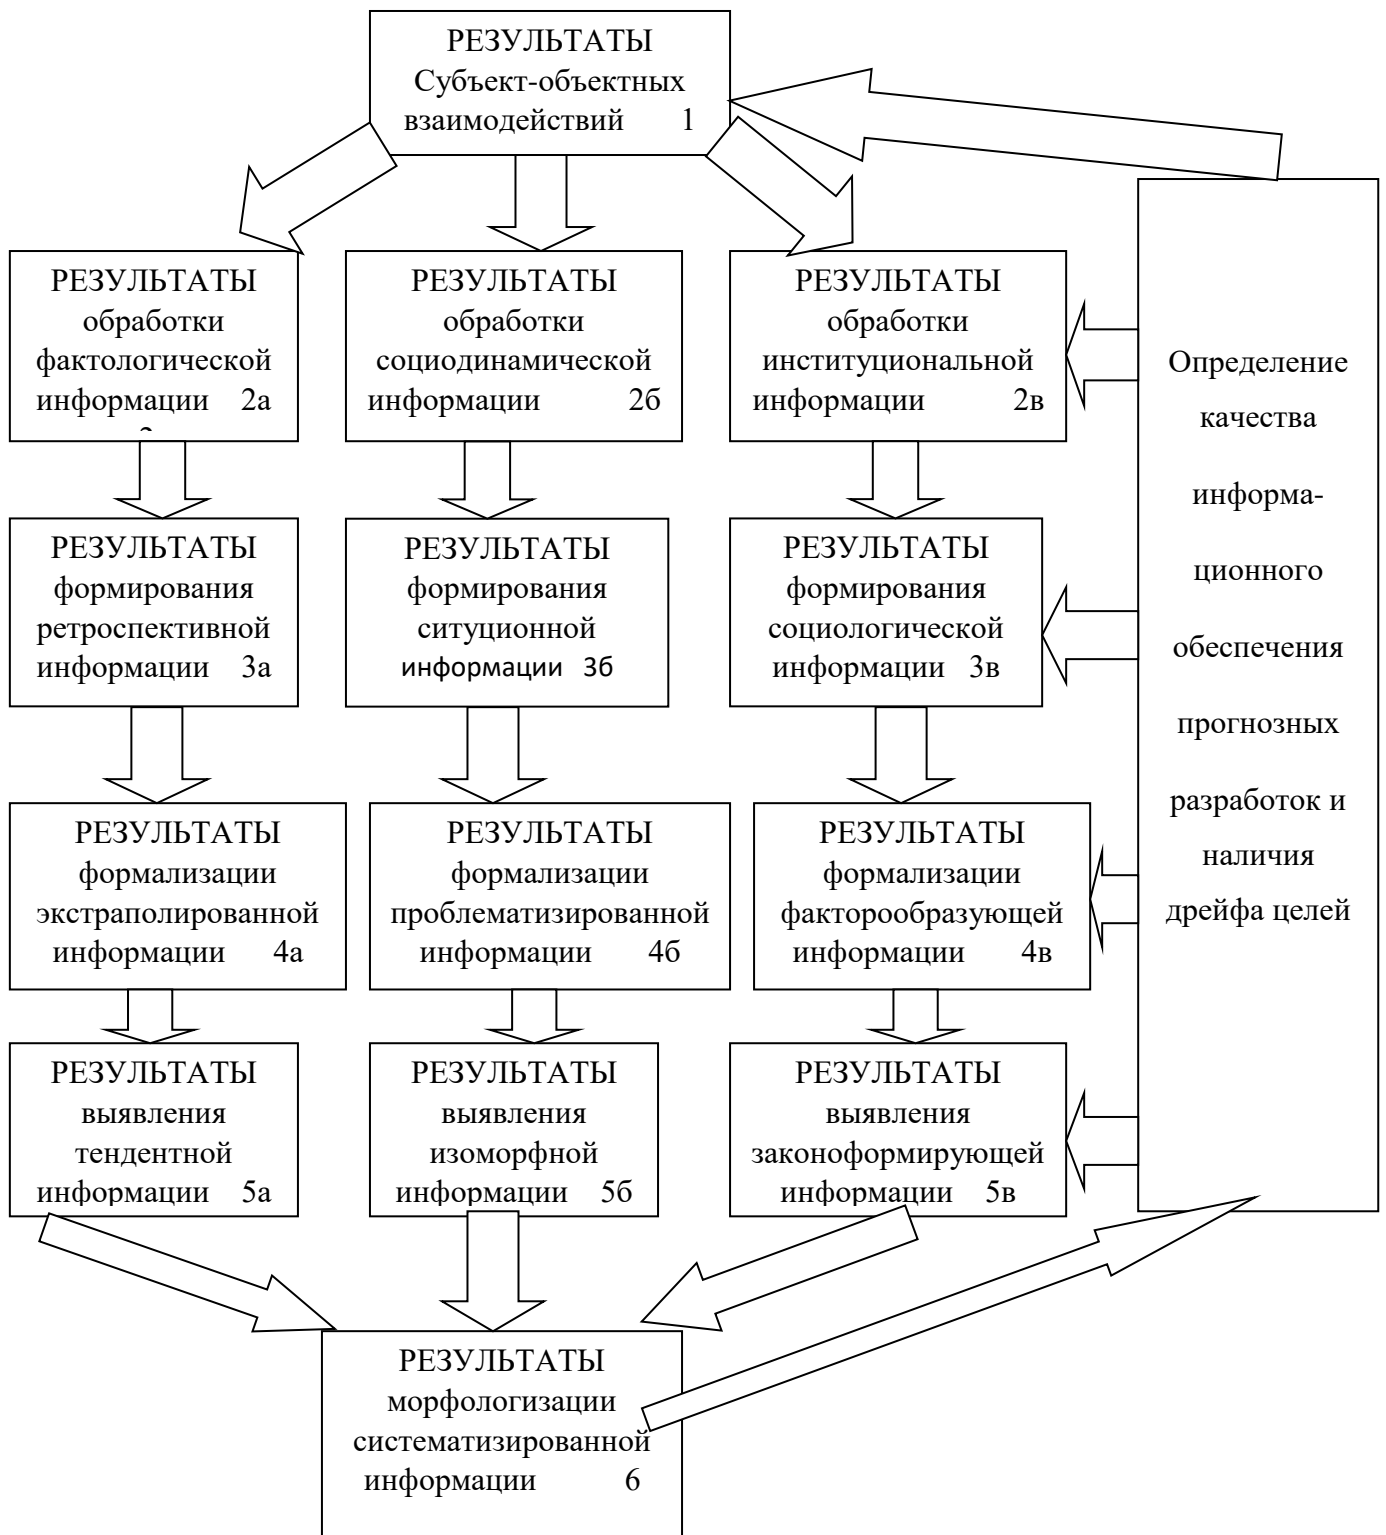 РЕЗУЛЬТАТЫ
Субъект-объектных
взаимодействий 1
РЕЗУЛЬТАТЫ
обработки
фактологической
информации 2а
РЕЗУЛЬТАТЫ
обработки
социодинамической
информации 2б
РЕЗУЛЬТАТЫ
обработки
институциональной
информации 2в
РЕЗУЛЬТАТЫ
формирования
ретроспективной
информации 3а
РЕЗУЛЬТАТЫ
формирования
ситуционной
информации 3б
РЕЗУЛЬТАТЫ
формирования
социологической
информации 3в
РЕЗУЛЬТАТЫ
формализации
экстраполированной
информации 4а
РЕЗУЛЬТАТЫ
формализации
проблематизированной
информации 4б
РЕЗУЛЬТАТЫ
формализации
факторообразующей
информации 4в
РЕЗУЛЬТАТЫ
выявления
тендентной
информации 5а
РЕЗУЛЬТАТЫ
выявления
изоморфной
информации 5б
РЕЗУЛЬТАТЫ
выявления
законоформирующей
информации 5в
РЕЗУЛЬТАТЫ
морфологизации
систематизированной
информации 6
Определение
качества
информа-
ционного
обеспечения
прогнозных
разработок и
наличия
дрейфа целей